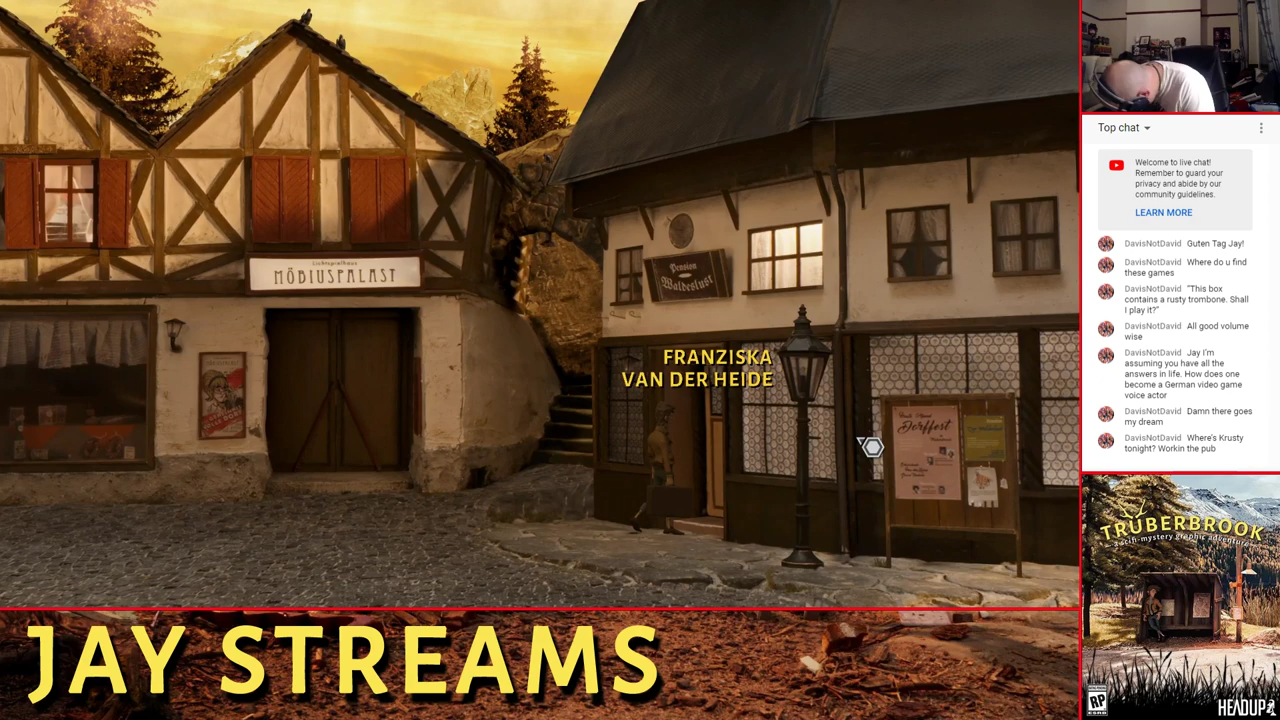 Lichtspielhaus
MÖBIUSPALAST
Pension
Waldeslust
FRANZISKA
VAN DER HEIDE
Dorffest
JAY STREAMS
Top chat
Welcome to live chat!
Remember to guard your
privacy and abide by our
community guidelines.
LEARN MORE
DavisNotDavid Guten Tag Jay!
DavisNotDavid Where do u find
these games
DavisNotDavid "This box
contains a rusty trombone. Shall
I play it?"
DavisNotDavid All good volume
wise
DavisNotDavid Jay I'm
assuming you have all the
answers in life. How does one
become a German video game
voice actor
DavisNotDavid Damn there goes
my dream
DavisNotDavid Where's Krusty
tonight? Workin the pub
TRÜBERBROOK
a sci-fi-mystery graphic adventure
RP
ESRB
HEADUP